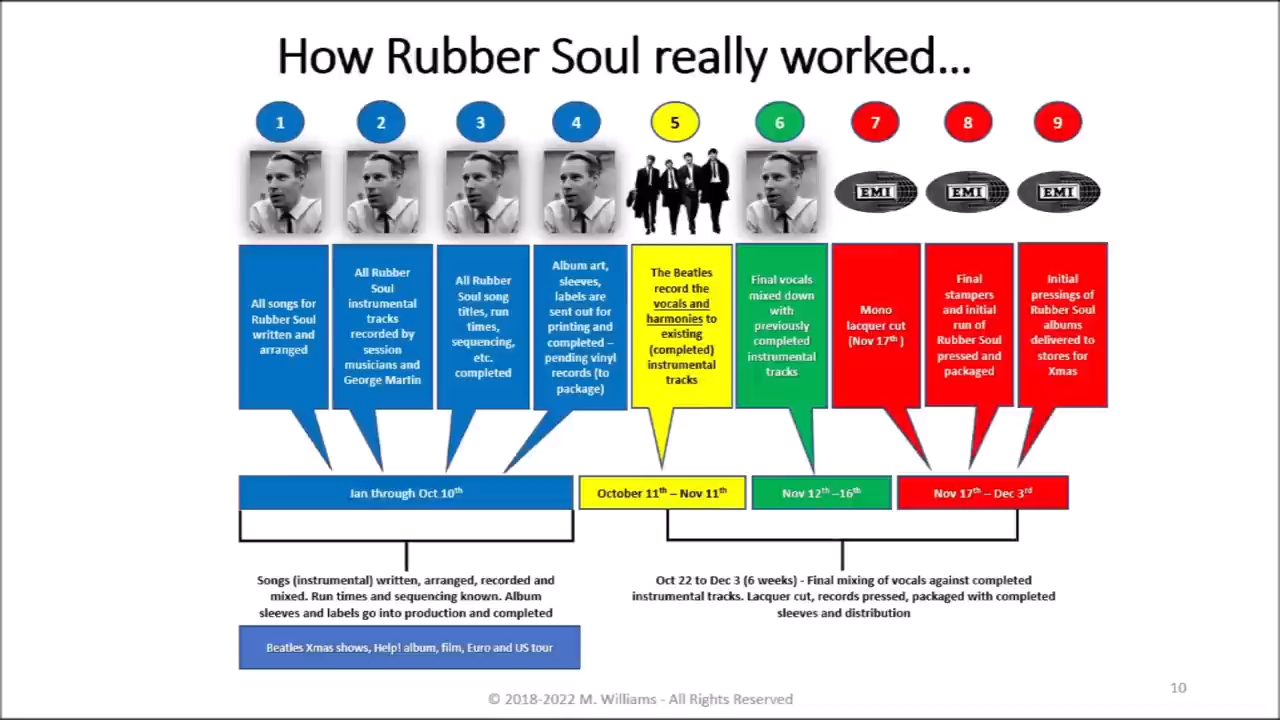 How Rubber Soul really worked...
1
2
3
4
5
6
7
8
9
EMI
EMI
EMI
All songs for
Rubber Soul
written and
arranged
All Rubber
Soul
instrumental
tracks
recorded by
session
musicians and
George Martin
All Rubber
Soul song
titles, run
times,
sequencing,
etc.
completed
Album art,
sleeves,
labels are
sent out for
printing and
completed –
pending vinyl
records (to
package)
The Beatles
record the
vocals and
harmonies to
existing
(completed)
instrumental
tracks
Final vocals
mixed down
with
previously
completed
instrumental
tracks
Mono
lacquer cut
(Nov 17th )
Final
stampers
and initial
run of
Rubber Soul
pressed and
packaged
Initial
pressings of
Rubber Soul
albums
delivered to
stores for
Xmas
Jan through Oct 10th
October 11th – Nov 11th
Nov 12th –16th
Nov 17th – Dec 3rd
Songs (instrumental) written, arranged, recorded and
mixed. Run times and sequencing known. Album
sleeves and labels go into production and completed
Oct 22 to Dec 3 (6 weeks) - Final mixing of vocals against completed
instrumental tracks. Lacquer cut, records pressed, packaged with completed
sleeves and distribution
Beatles Xmas shows, Help! album, film, Euro and US tour
© 2018-2022 M. Williams - All Rights Reserved
10